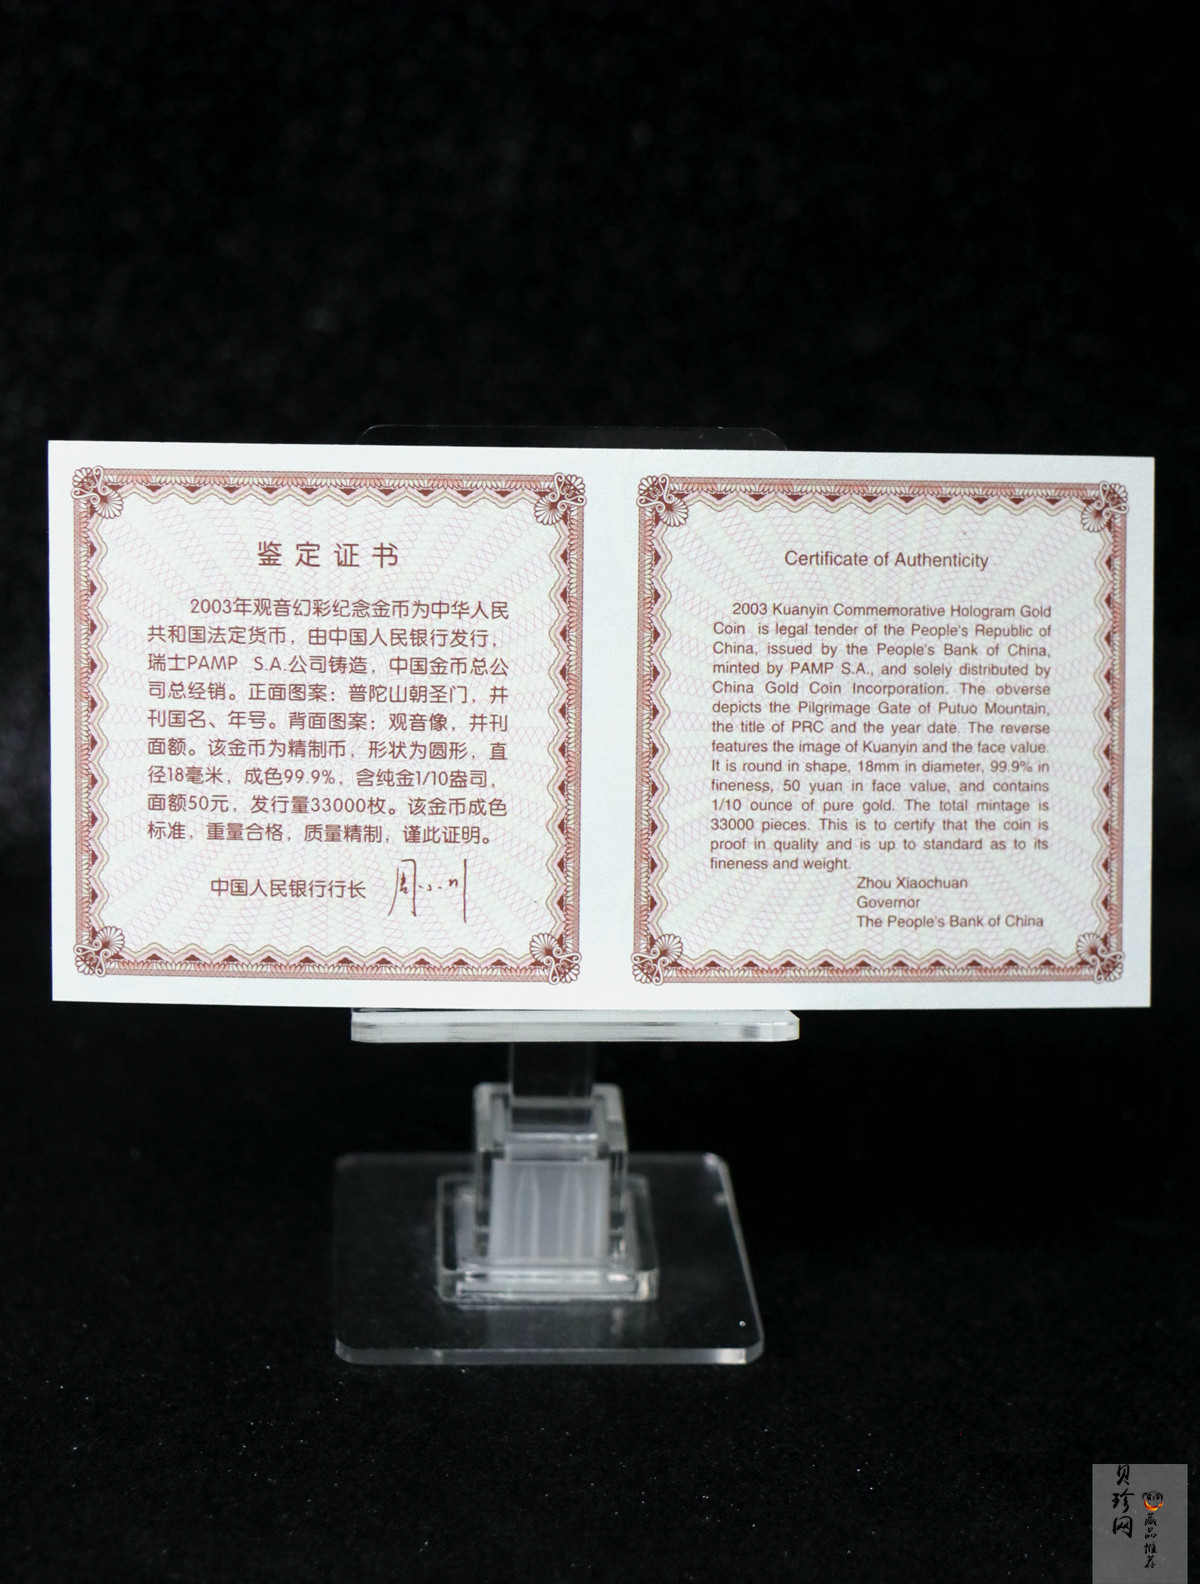 鉴定证书
2003年观音幻彩纪念金币为中华人民
共和国法定货币，由中国人民银行发行，
瑞士PAMP S.A.公司铸造，中国金币总公
司总经销。正面图案：普陀山朝圣门，并
刊国名、年号。背面图案：观音像，并刊
面额。该金币为精制币，形状为圆形，直
径18毫米，成色99.9%，含纯金1/10盎司，
面额50元，发行量33000枚。该金币成色
标准，重量合格，质量精制，谨此证明。
中国人民银行行长 周小川
Certificate of Authenticity
2003 Kuanyin Commemorative Hologram Gold
Coin is legal tender of the People's Republic of
China, issued by the People's Bank of China,
minted by PAMP S.A., and solely distributed by
China Gold Coin Incorporation. The obverse
depicts the Pilgrimage Gate of Putuo Mountain,
the title of PRC and the year date. The reverse
features the image of Kuanyin and the face value.
It is round in shape, 18mm in diameter, 99.9% in
fineness, 50 yuan in face value, and contains
1/10 ounce of pure gold. The total mintage is
33000 pieces. This is to certify that the coin is
proof in quality and is up to standard as to its
fineness and weight.
Zhou Xiaochuan
Governor
The People's Bank of China
贝珍网
藏品推荐